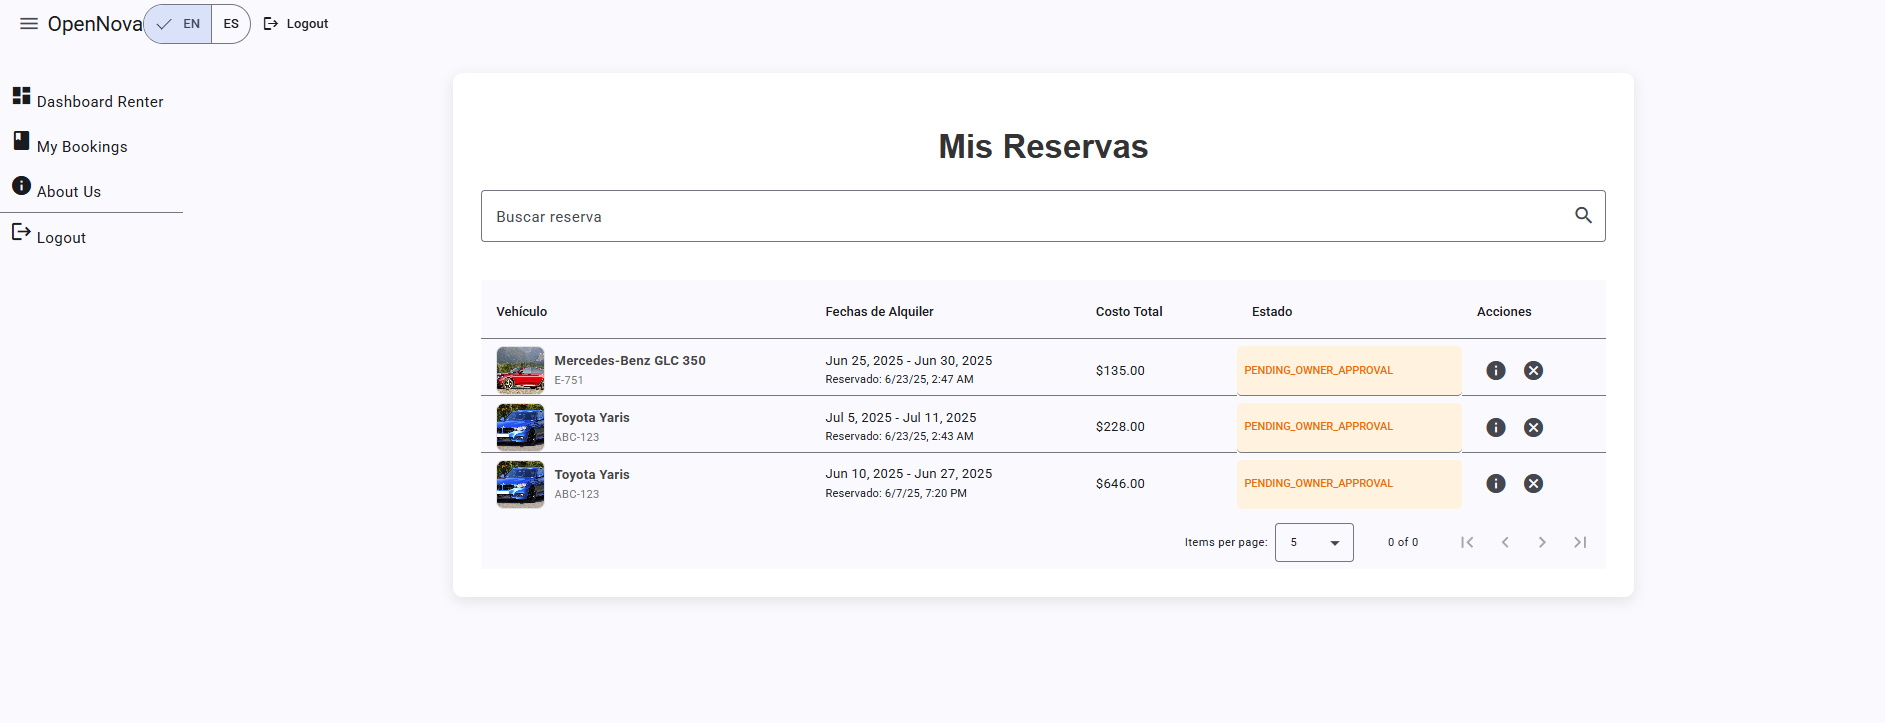 OpenNova EN ES Logout
Dashboard Renter
My Bookings
About Us
Logout
Mis Reservas
Buscar reserva
Vehículo Fechas de Alquiler Costo Total Estado Acciones
Mercedes-Benz GLC 350
E-751
Jun 25, 2025 - Jun 30, 2025
Reservado: 6/23/25, 2:47 AM
$135.00
PENDING_OWNER_APPROVAL
Toyota Yaris
ABC-123
Jul 5, 2025 - Jul 11, 2025
Reservado: 6/23/25, 2:43 AM
$228.00
PENDING_OWNER_APPROVAL
Toyota Yaris
ABC-123
Jun 10, 2025 - Jun 27, 2025
Reservado: 6/7/25, 7:20 PM
$646.00
PENDING_OWNER_APPROVAL
Items per page: 5 0 of 0